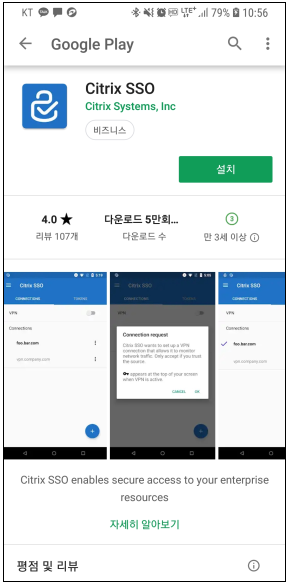 KT 79% 10:56
Google Play
Citrix SSO
Citrix Systems, Inc
비즈니스
설치
4.0 ★
리뷰 107개
다운로드 5만회...
다운로드 수
3
만 3세 이상
Citrix SSO
CONNECTIONS TOKENS
VPN
Connections
foo.bar.com
vpn.company.com
Citrix SSO
VPN
Connection request
Citrix SSO wants to set up a VPN
connection that allows it to monitor
network traffic. Only accept if you trust
the source.
appears at the top of your screen
when VPN is active.
CANCEL OK
Citrix SSO
CONNECTIONS
VPN
Connections
foo.bar.com
vpn.company.com
Citrix SSO enables secure access to your enterprise
resources
자세히 알아보기
평점 및 리뷰